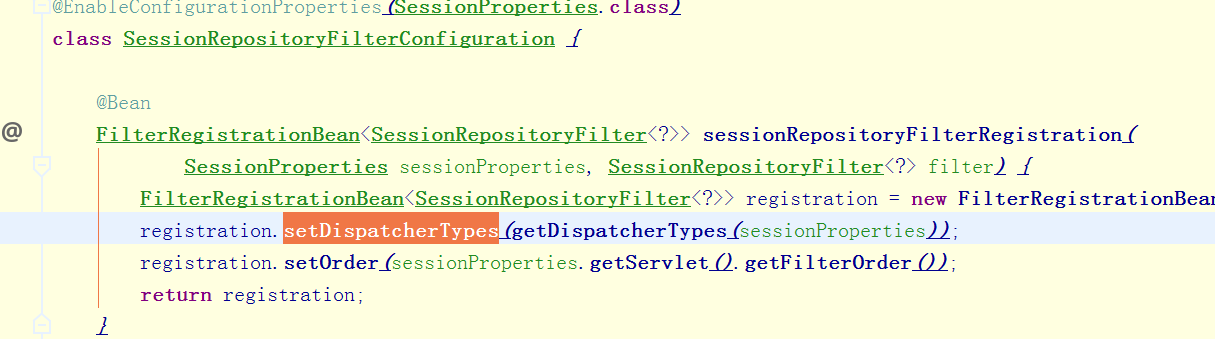 @EnableConfigurationProperties(SessionProperties.class)
class SessionRepositoryFilterConfiguration {
@Bean
@
FilterRegistrationBean<SessionRepositoryFilter<?>> sessionRepositoryFilterRegistration(
SessionProperties sessionProperties, SessionRepositoryFilter<?> filter) {
FilterRegistrationBean<SessionRepositoryFilter<?>> registration = new FilterRegistrationBean
registration.setDispatcherTypes(getDispatcherTypes(sessionProperties));
registration.setOrder(sessionProperties.getServlet().getFilterOrder());
return registration;
}